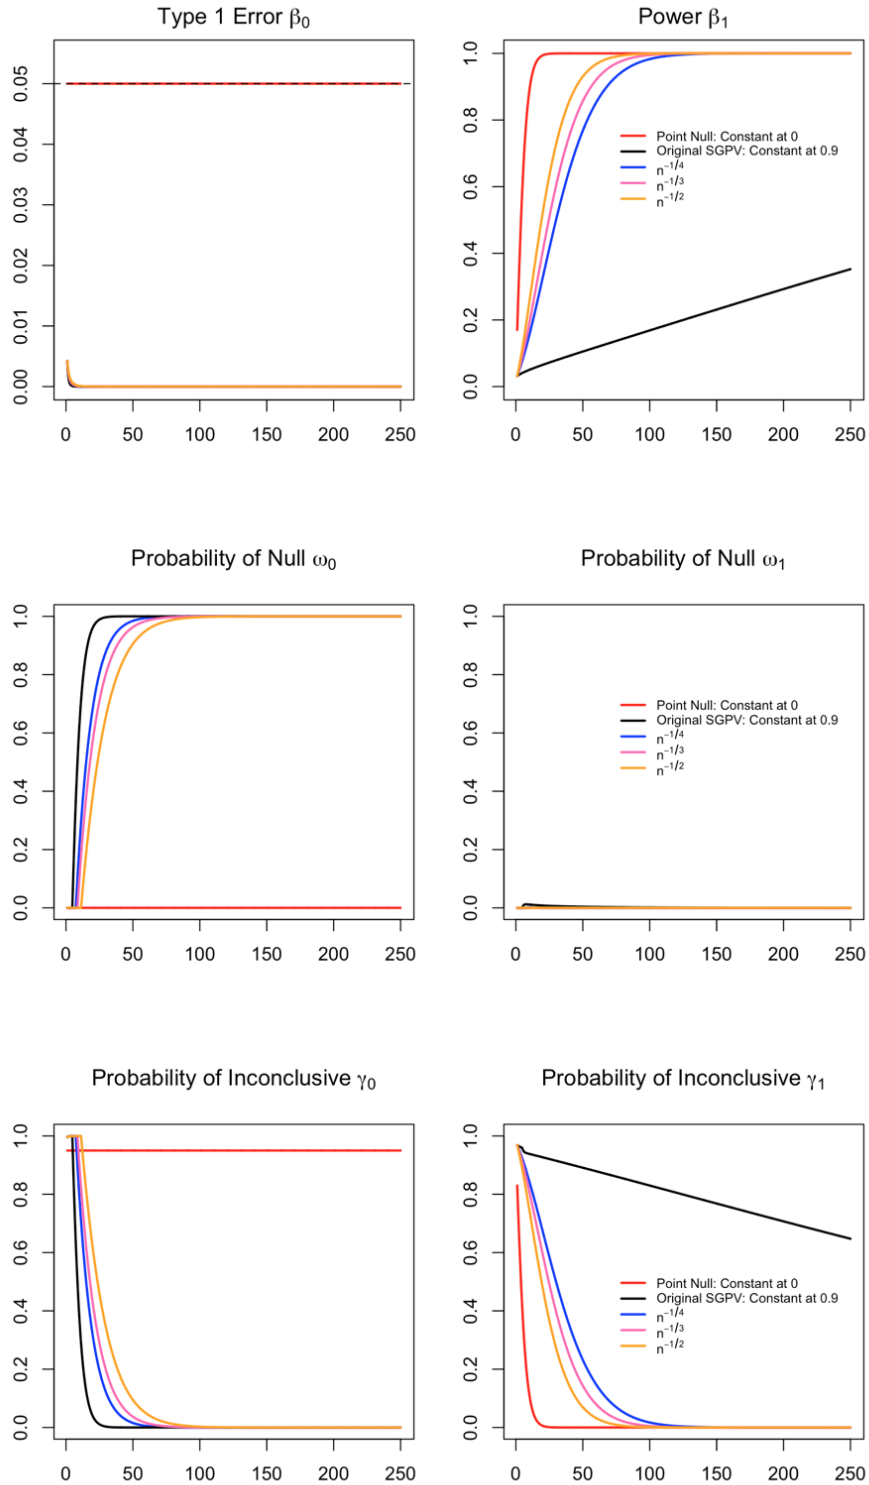 Type 1 Error β₀
0.05
0.04
0.03
0.02
0.01
0.00
0 50 100 150 200 250
Power β₁
1.0
0.8
0.6
0.4
0.2
0.0
Point Null: Constant at 0
Original SGPV: Constant at 0.9
n⁻¹/⁴
n⁻¹/³
n⁻¹/²
0 50 100 150 200 250
Probability of Null ω₀
1.0
0.8
0.6
0.4
0.2
0.0
0 50 100 150 200 250
Probability of Null ω₁
1.0
0.8
0.6
0.4
0.2
0.0
Point Null: Constant at 0
Original SGPV: Constant at 0.9
n⁻¹/⁴
n⁻¹/³
n⁻¹/²
0 50 100 150 200 250
Probability of Inconclusive γ₀
1.0
0.8
0.6
0.4
0.2
0.0
0 50 100 150 200 250
Probability of Inconclusive γ₁
1.0
0.8
0.6
0.4
0.2
0.0
Point Null: Constant at 0
Original SGPV: Constant at 0.9
n⁻¹/⁴
n⁻¹/³
n⁻¹/²
0 50 100 150 200 250